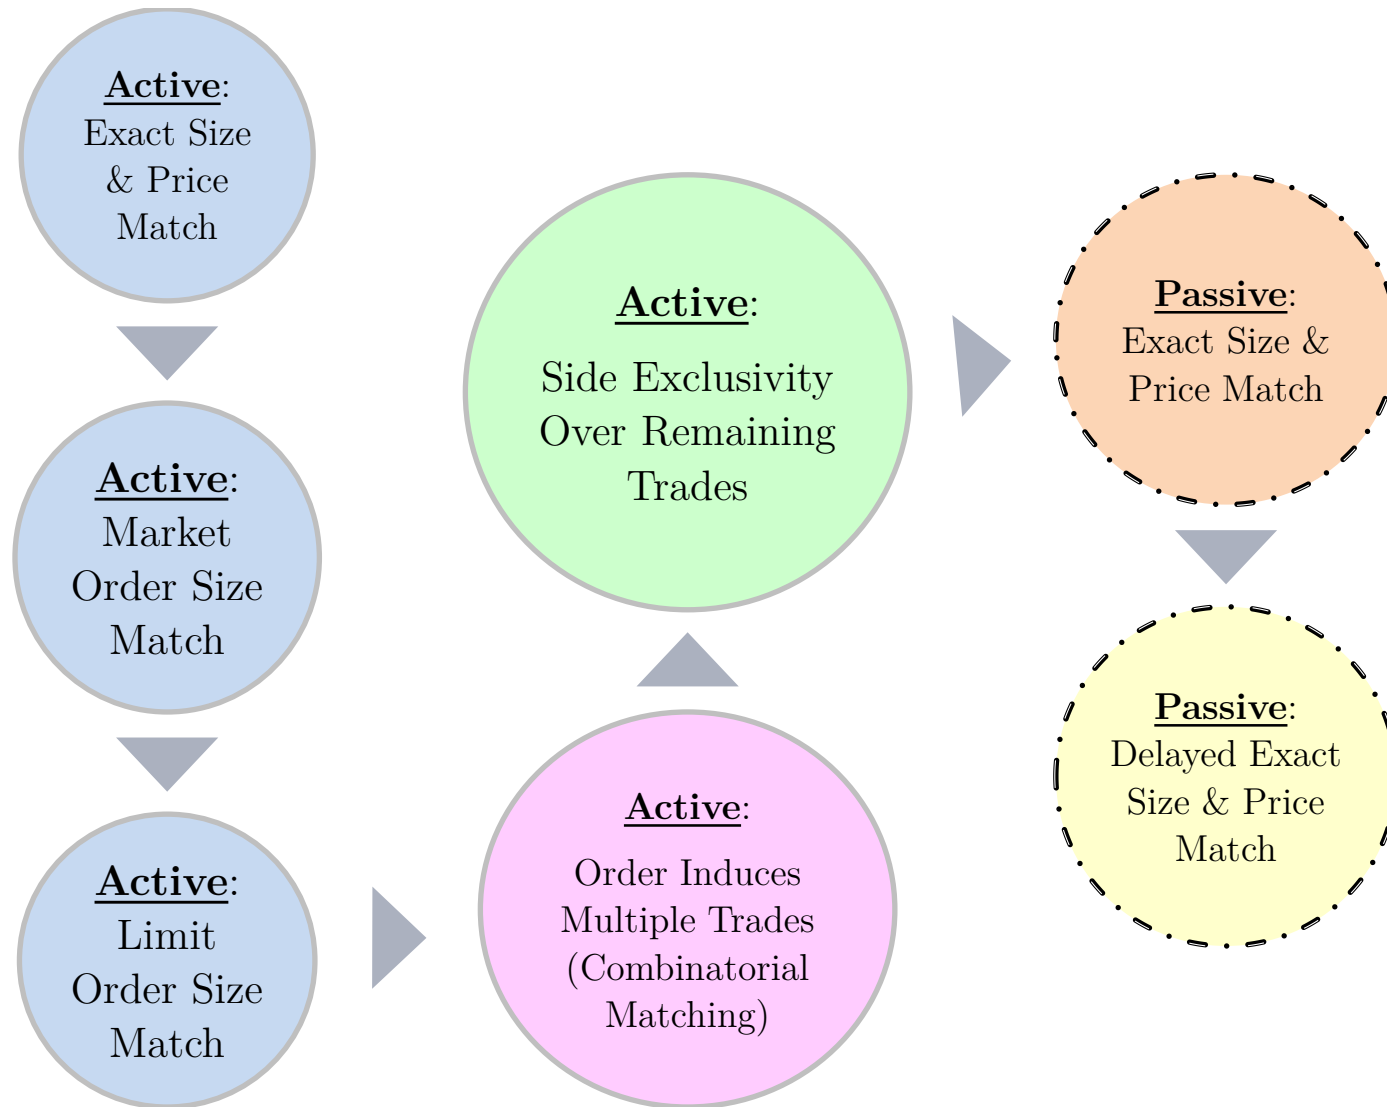 Active:
Exact Size
& Price
Match
Active:
Market
Order Size
Match
Active:
Limit
Order Size
Match
Active:
Order Induces
Multiple Trades
(Combinatorial
Matching)
Active:
Side Exclusivity
Over Remaining
Trades
Passive:
Exact Size &
Price Match
Passive:
Delayed Exact
Size & Price
Match